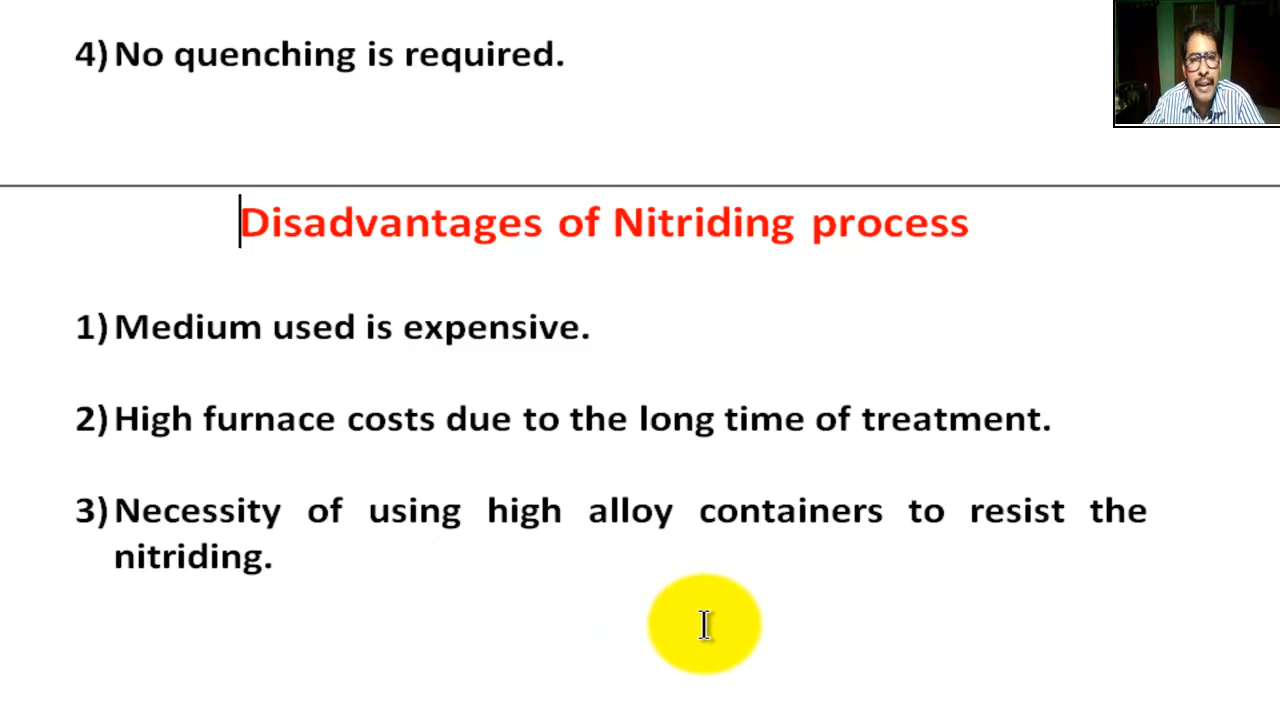 4) No quenching is required.
Disadvantages of Nitriding process
1) Medium used is expensive.
2) High furnace costs due to the long time of treatment.
3) Necessity of using high alloy containers to resist the
nitriding.